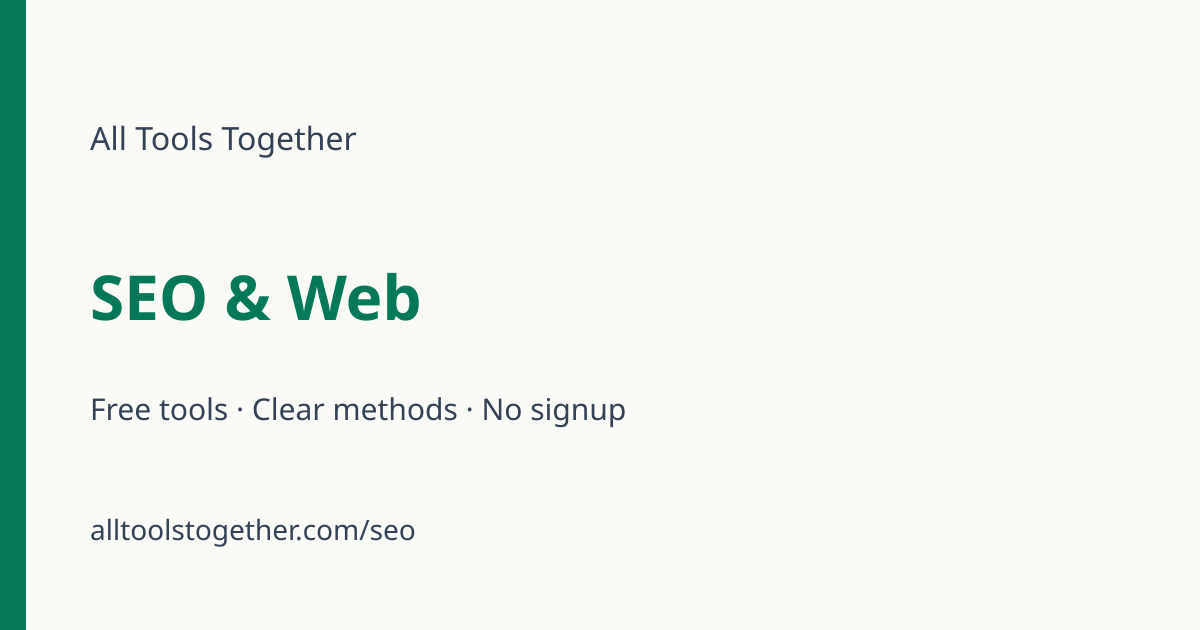 All Tools Together
SEO & Web
Free tools · Clear methods · No signup
alltoolstogether.com/seo